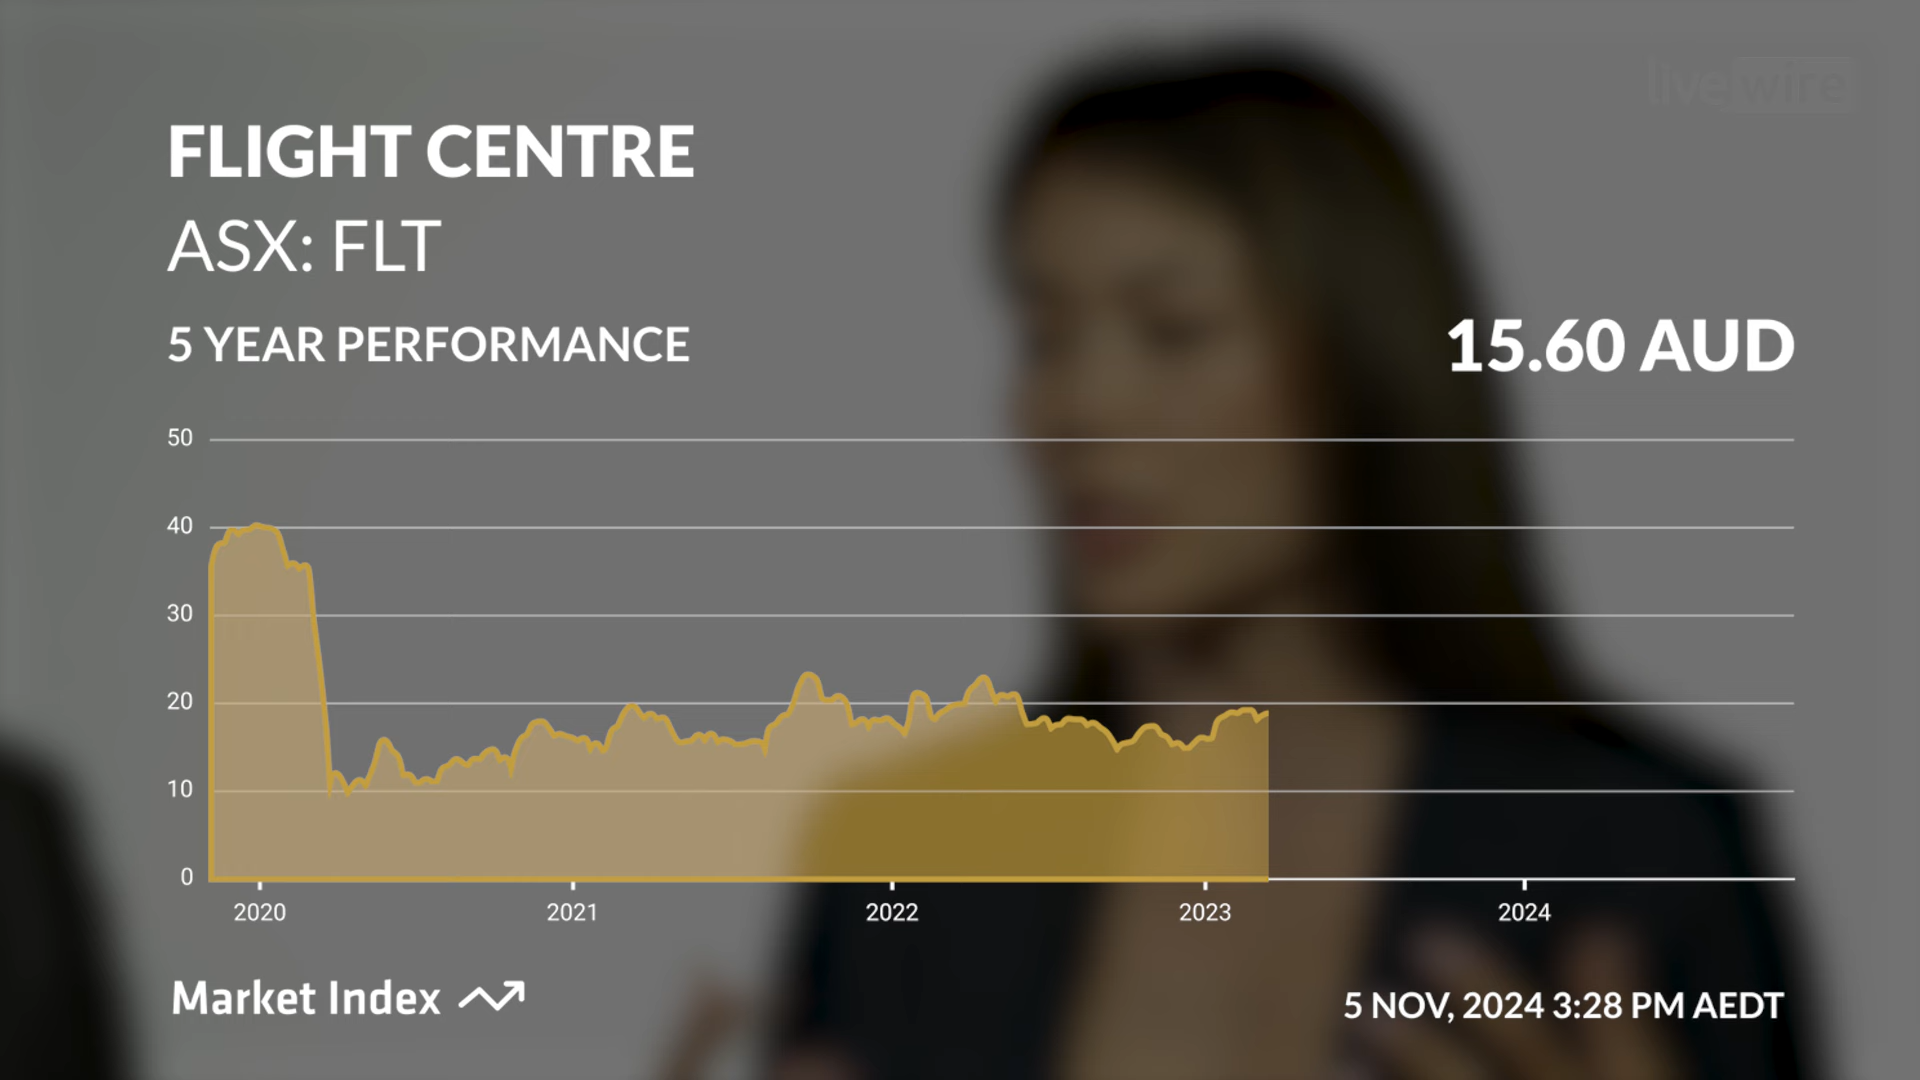 livewire
FLIGHT CENTRE
ASX: FLT
5 YEAR PERFORMANCE
15.60 AUD
50
40
30
20
10
0
2020 2021 2022 2023 2024
Market Index
5 NOV, 2024 3:28 PM AEDT